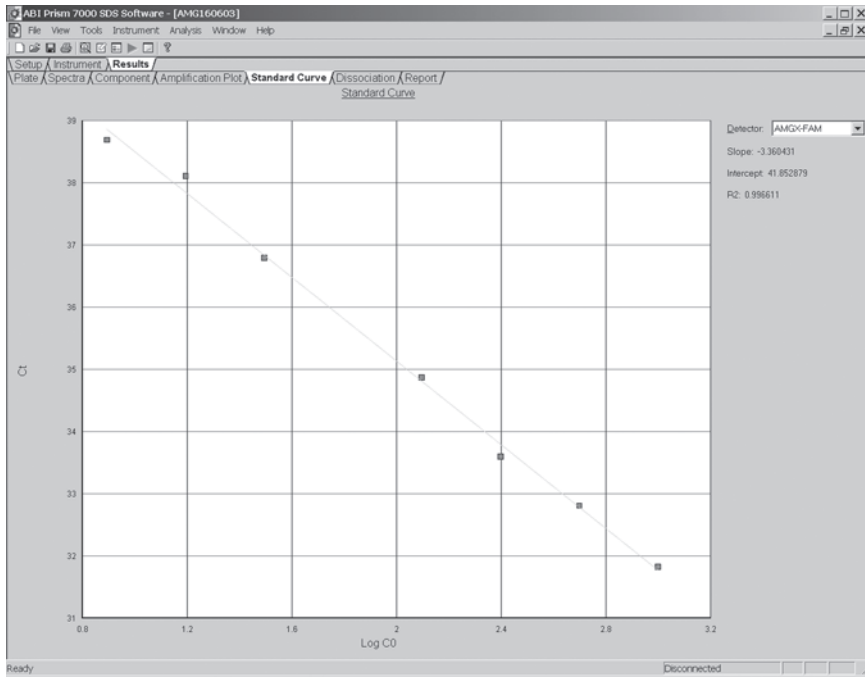 ABI Prism 7000 SDS Software - [AMG160603]
File View Tools Instrument Analysis Window Help
Setup Instrument Results
Plate Spectra Component Amplification Plot Standard Curve Dissociation Report
Standard Curve
Detector: AMGX-FAM
Slope: -3.360431
Intercept: 41.852879
R2: 0.996611
39
38
37
36
35
34
33
32
31
Ct
0.8 1.2 1.6 2 2.4 2.8 3.2
Log C0
Ready Disconnected